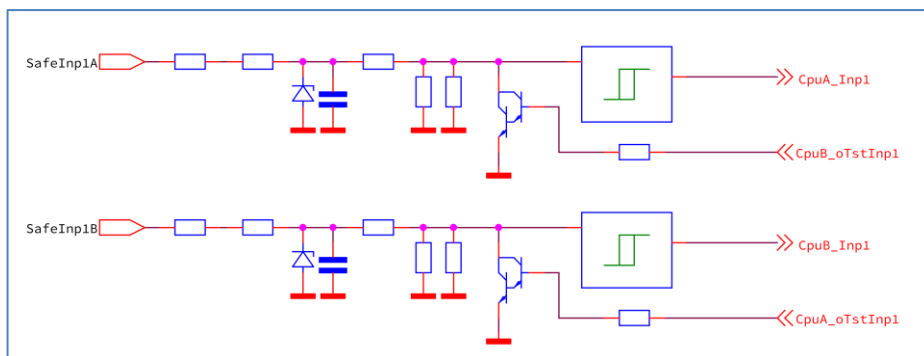 SafeInp1A
CpuA_Inp1
CpuB_oTstInp1
SafeInp1B
CpuB_Inp1
CpuA_oTstInp1